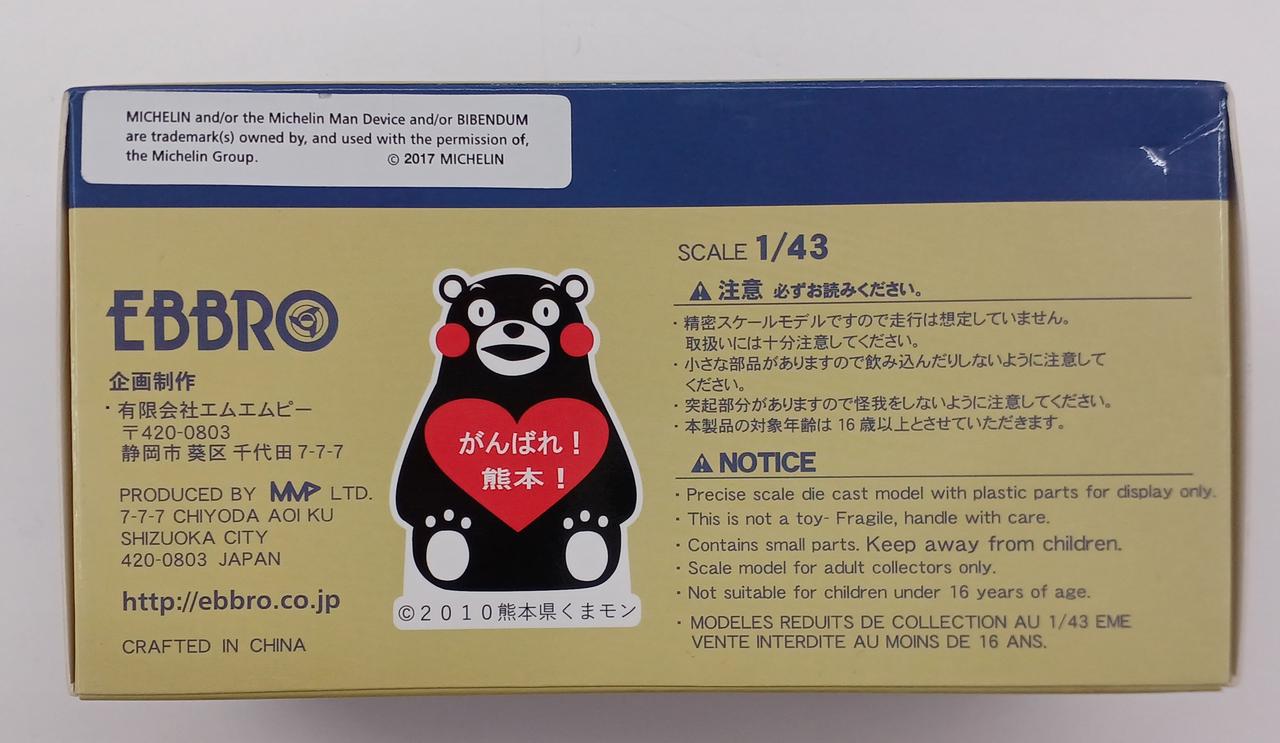 MICHELIN and/or the Michelin Man Device and/or BIBENDUM
are trademark(s) owned by, and used with the permission of,
the Michelin Group. © 2017 MICHELIN
EBBRO
企画制作
・有限会社エムエムピー
〒420-0803
静岡市 葵区 千代田 7-7-7
PRODUCED BY MMP LTD.
7-7-7 CHIYODA AOI KU
SHIZUOKA CITY
420-0803 JAPAN
http://ebbro.co.jp
CRAFTED IN CHINA
がんばれ！
熊本！
©２０１０熊本県くまモン
SCALE 1/43
注意 必ずお読みください。
・精密スケールモデルですので走行は想定していません。
取扱いには十分注意してください。
・小さな部品がありますので飲み込んだりしないように注意して
ください。
・突起部分がありますので怪我をしないように注意してください。
・本製品の対象年齢は 16 歳以上とさせていただきます。
NOTICE
・Precise scale die cast model with plastic parts for display only.
・This is not a toy- Fragile, handle with care.
・Contains small parts. Keep away from children.
・Scale model for adult collectors only.
・Not suitable for children under 16 years of age.
・MODELES REDUITS DE COLLECTION AU 1/43 EME
VENTE INTERDITE AU MOINS DE 16 ANS.